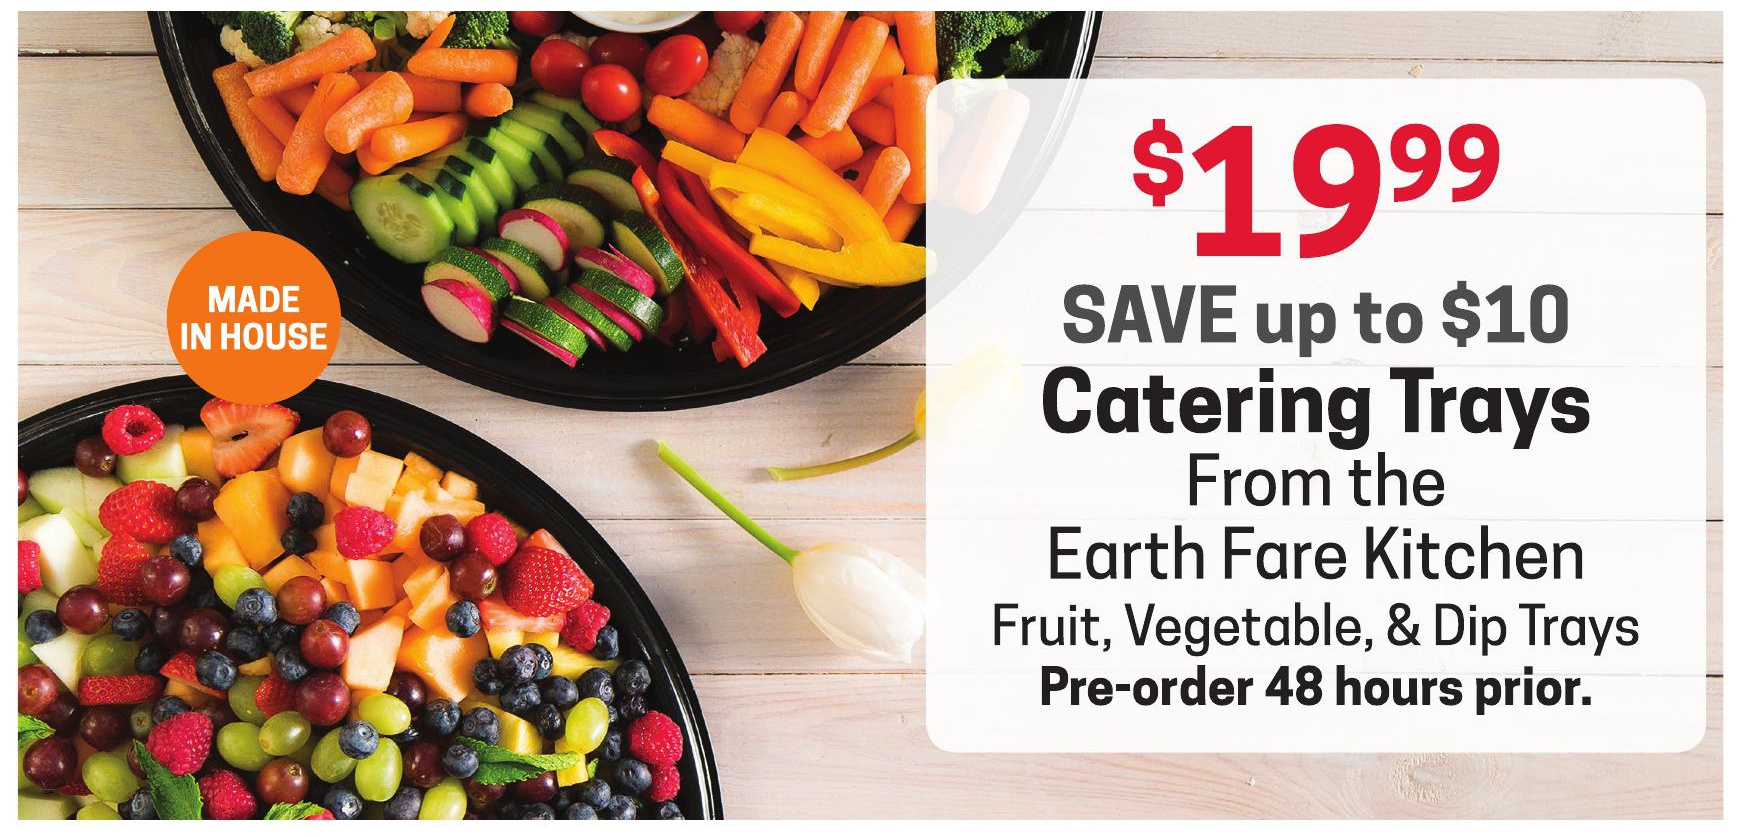 MADE
IN HOUSE
$19.99
SAVE up to $10
Catering Trays
From the
Earth Fare Kitchen
Fruit, Vegetable, & Dip Trays
Pre-order 48 hours prior.